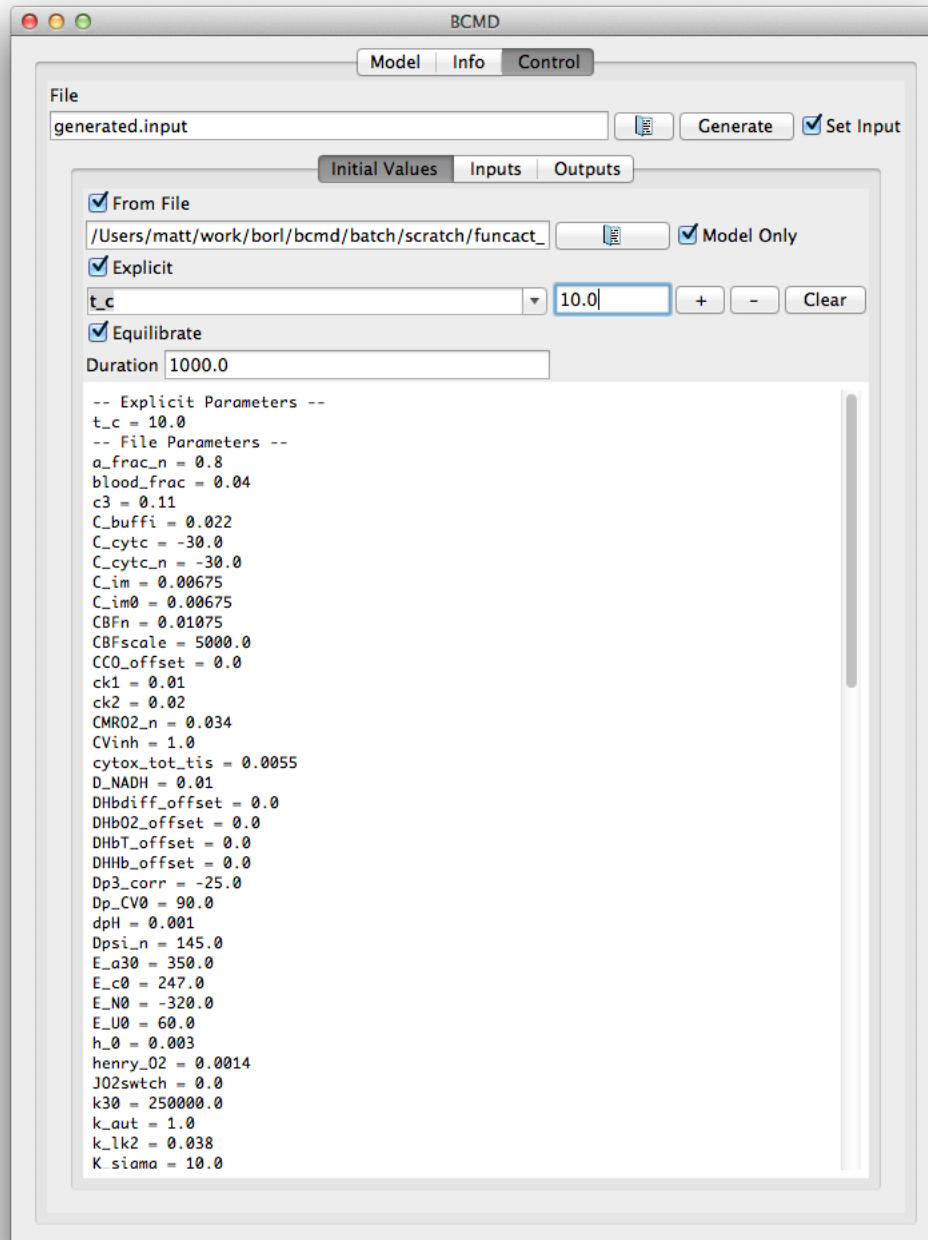 BCMD
Model Info Control
File
generated.input Generate Set Input
Initial Values Inputs Outputs
From File
/Users/matt/work/borl/bcmd/batch/scratch/funcact_ Model Only
Explicit
t_c 10.0 + - Clear
Equilibrate
Duration 1000.0
-- Explicit Parameters --
t_c = 10.0
-- File Parameters --
a_frac_n = 0.8
blood_frac = 0.04
c3 = 0.11
C_buffi = 0.022
C_cytc = -30.0
C_cytc_n = -30.0
C_im = 0.00675
C_im0 = 0.00675
CBFn = 0.01075
CBFscale = 5000.0
CCO_offset = 0.0
ck1 = 0.01
ck2 = 0.02
CMRO2_n = 0.034
CVinh = 1.0
cytox_tot_tis = 0.0055
D_NADH = 0.01
DHbdiff_offset = 0.0
DHbO2_offset = 0.0
DHbT_offset = 0.0
DHHb_offset = 0.0
Dp3_corr = -25.0
Dp_CV0 = 90.0
dpH = 0.001
Dpsi_n = 145.0
E_a30 = 350.0
E_c0 = 247.0
E_N0 = -320.0
E_U0 = 60.0
h_0 = 0.003
henry_O2 = 0.0014
JO2swtch = 0.0
k30 = 250000.0
k_aut = 1.0
k_lk2 = 0.038
K_sigma = 10.0